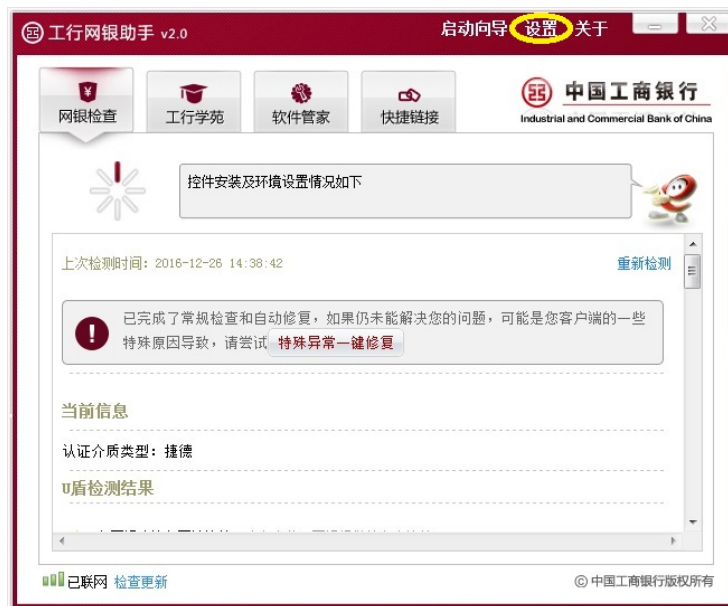 工行网银助手 v2.0
启动向导 设置 关于
网银检查 工行学苑 软件管家 快捷链接
中国工商银行
Industrial and Commercial Bank of China
控件安装及环境设置情况如下
上次检测时间：2016-12-26 14:38:42
重新检测
已完成了常规检查和自动修复，如果仍未能解决您的问题，可能是您客户端的一些
特殊原因导致，请尝试 特殊异常一键修复
当前信息
认证介质类型：捷德
U盾检测结果
已联网 检查更新
© 中国工商银行版权所有